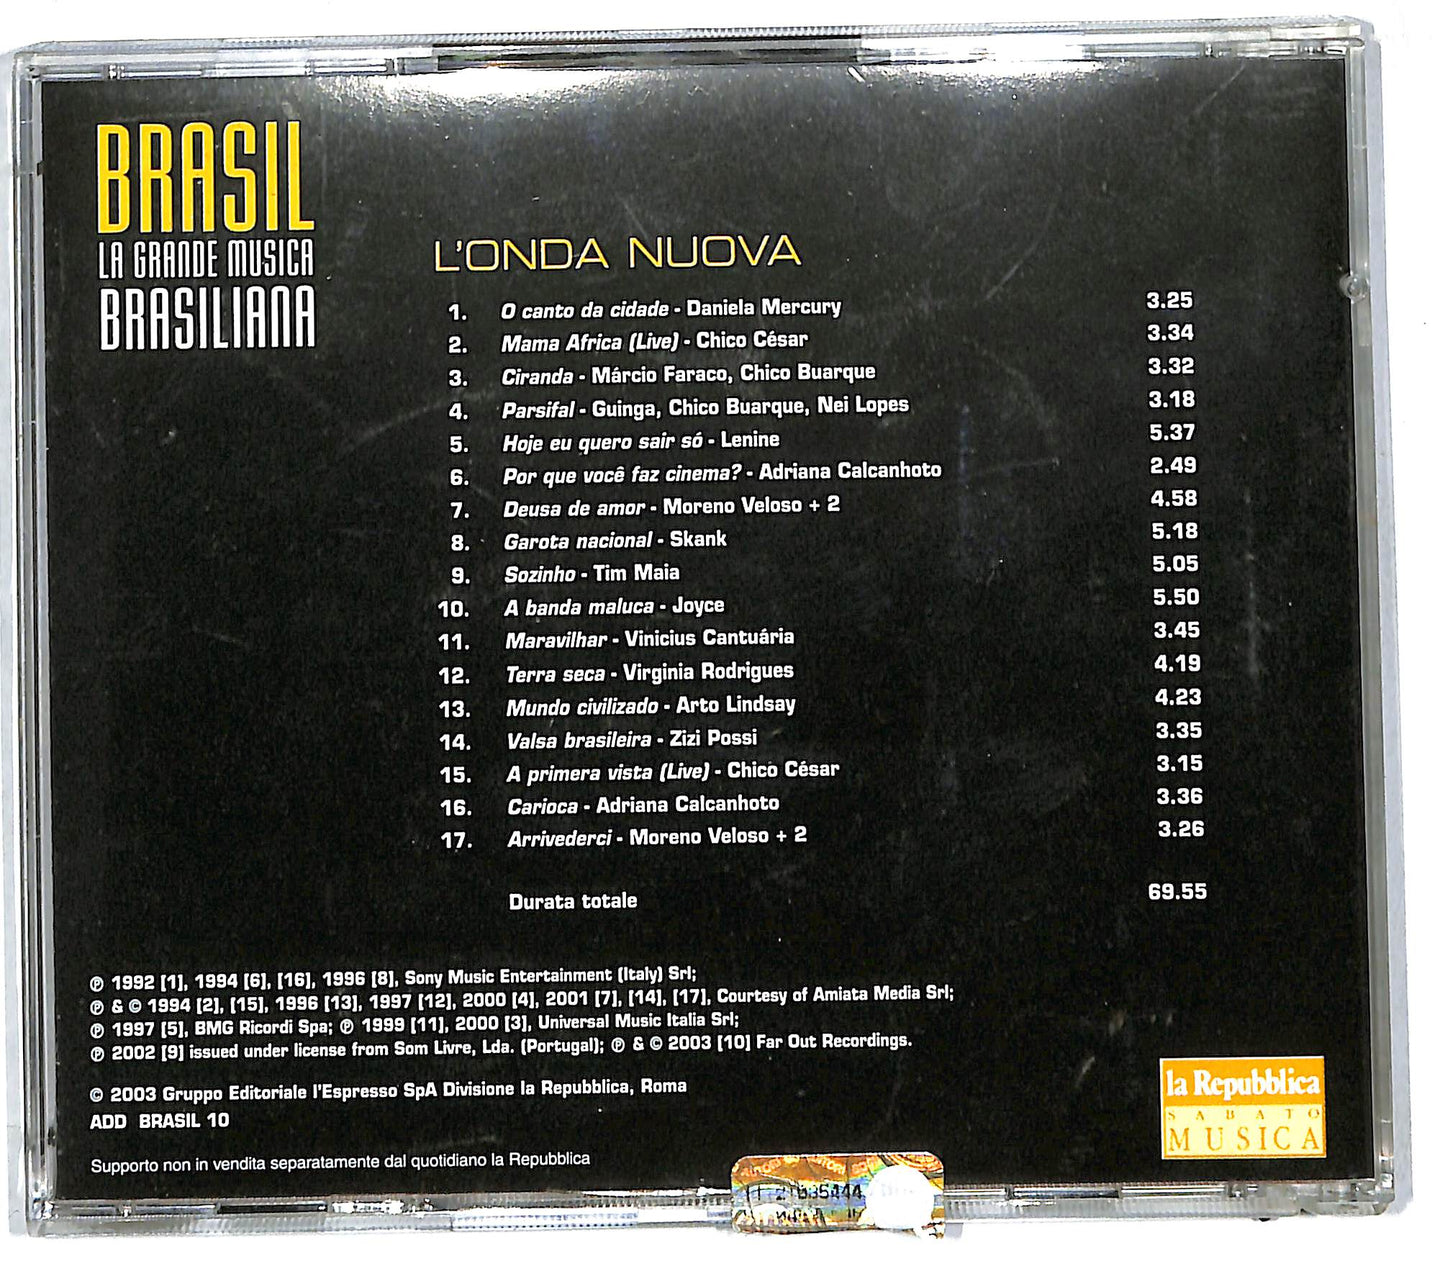 BRASIL
LA GRANDE MUSICA
BRASILIANA
L'ONDA NUOVA
1. O canto da cidade - Daniela Mercury 3.25
2. Mama Africa (Live) - Chico César 3.34
3. Ciranda - Márcio Faraco, Chico Buarque 3.32
4. Parsifal - Guinga, Chico Buarque, Nei Lopes 3.18
5. Hoje eu quero sair só - Lenine 5.37
6. Por que você faz cinema? - Adriana Calcanhoto 2.49
7. Deusa de amor - Moreno Veloso + 2 4.58
8. Garota nacional - Skank 5.18
9. Sozinho - Tim Maia 5.05
10. A banda maluca - Joyce 5.50
11. Maravilhar - Vinicius Cantuária 3.45
12. Terra seca - Virginia Rodrigues 4.19
13. Mundo civilizado - Arto Lindsay 4.23
14. Valsa brasileira - Zizi Possi 3.35
15. A primera vista (Live) - Chico César 3.15
16. Carioca - Adriana Calcanhoto 3.36
17. Arrivederci - Moreno Veloso + 2 3.26
Durata totale 69.55
℗ 1992 [1], 1994 [6], [16], 1996 [8], Sony Music Entertainment (Italy) Srl;
℗ & © 1994 [2], [15], 1996 [13], 1997 [12], 2000 [4], 2001 [7], [14], [17], Courtesy of Amiata Media Srl;
℗ 1997 [5], BMG Ricordi Spa; ℗ 1999 [11], 2000 [3], Universal Music Italia Srl;
℗ 2002 [9] issued under license from Som Livre, Lda. (Portugal); ℗ & © 2003 [10] Far Out Recordings.
© 2003 Gruppo Editoriale l'Espresso SpA Divisione la Repubblica, Roma
ADD BRASIL 10
Supporto non in vendita separatamente dal quotidiano la Repubblica
la Repubblica
SABATO
MUSICA